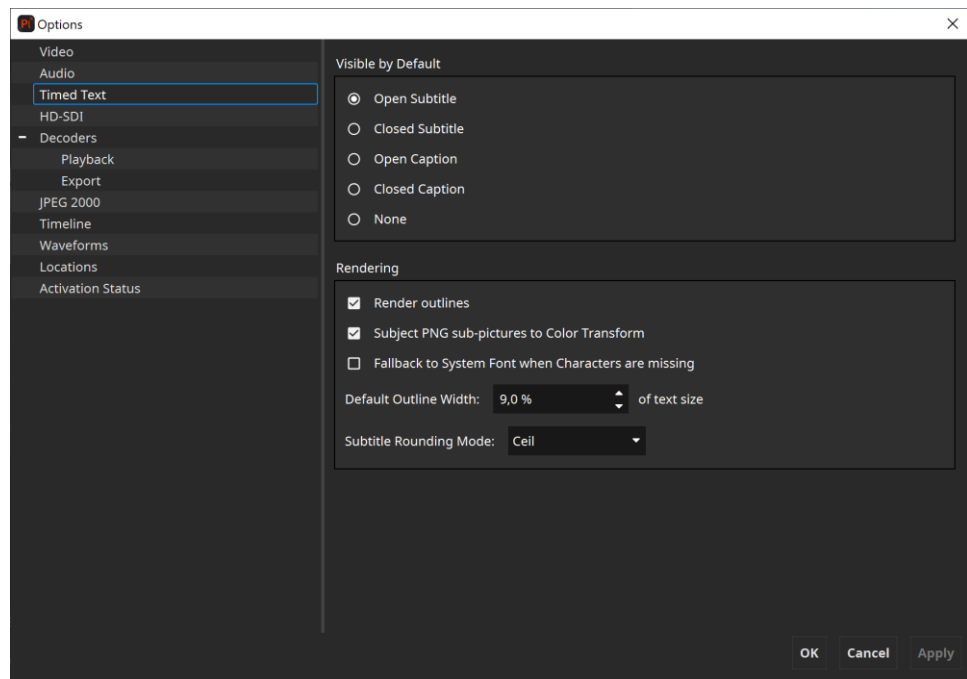 Pl Options
Video
Audio
Timed Text
HD-SDI
Decoders
Playback
Export
JPEG 2000
Timeline
Waveforms
Locations
Activation Status
Visible by Default
Open Subtitle
Closed Subtitle
Open Caption
Closed Caption
None
Rendering
Render outlines
Subject PNG sub-pictures to Color Transform
Fallback to System Font when Characters are missing
Default Outline Width: 9,0 % of text size
Subtitle Rounding Mode: Ceil
OK Cancel Apply